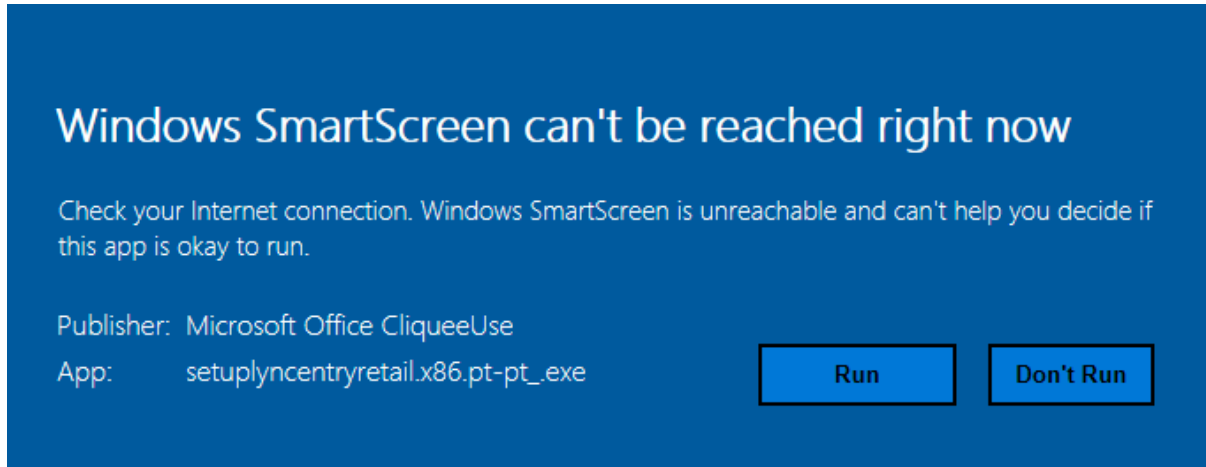 Windows SmartScreen can't be reached right now
Check your Internet connection. Windows SmartScreen is unreachable and can't help you decide if
this app is okay to run.
Publisher: Microsoft Office CliqueeUse
App: setuplyncentryretail.x86.pt-pt_.exe
Run Don't Run